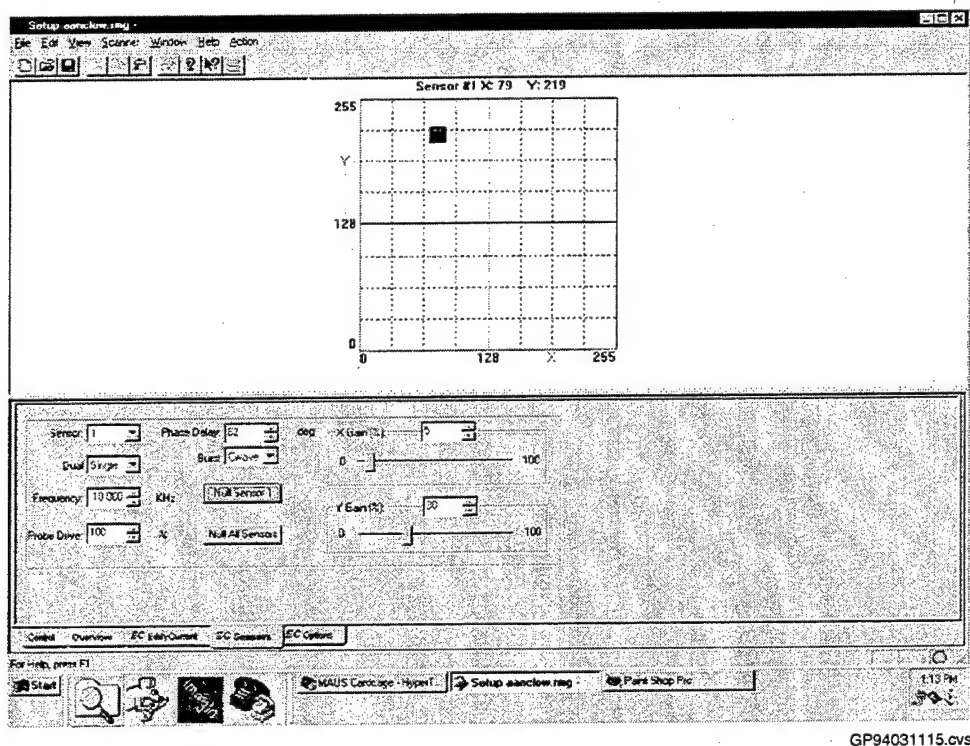 Setup aanclow.rmg -
File Edit View Scanner Window Help Action
Sensor #1 X: 79 Y: 219
255
Y
128
0
0 128 X 255
Sensor: 1
Phase Delay: 62 deg
X Gain(%): 5
Dual Single
Burst Cwave
0 100
Frequency: 10.000 KHz
Null Sensor 1
Y Gain(%): 30
Probe Drive: 100 %
Null All Sensors
0 100
Control Overview EC EddyCurrent EC Sensors EC Options
For Help, press F1
Start
MAUS Cardcage - HyperT...
Setup aanclow.rmg -
Paint Shop Pro
1:13 PM
GP94031115.cvs